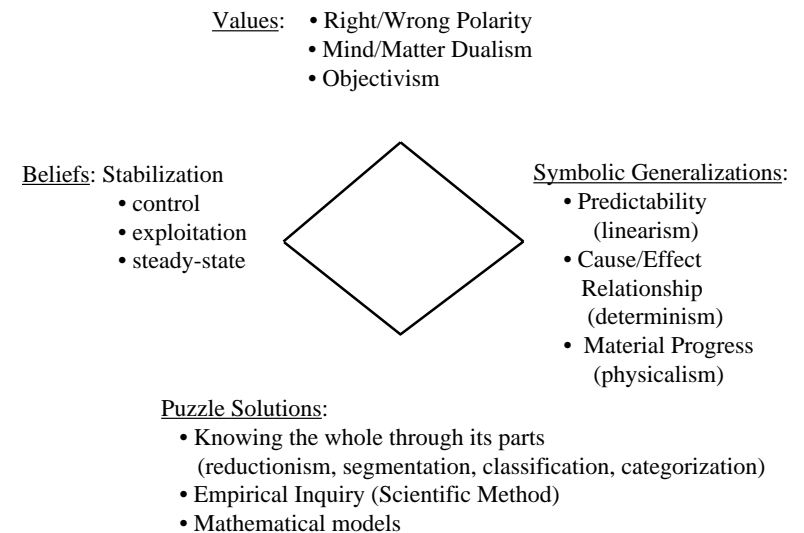 Values: • Right/Wrong Polarity
• Mind/Matter Dualism
• Objectivism
Beliefs: Stabilization
• control
• exploitation
• steady-state
Symbolic Generalizations:
• Predictability
(linearism)
• Cause/Effect
Relationship
(determinism)
• Material Progress
(physicalism)
Puzzle Solutions:
• Knowing the whole through its parts
(reductionism, segmentation, classification, categorization)
• Empirical Inquiry (Scientific Method)
• Mathematical models